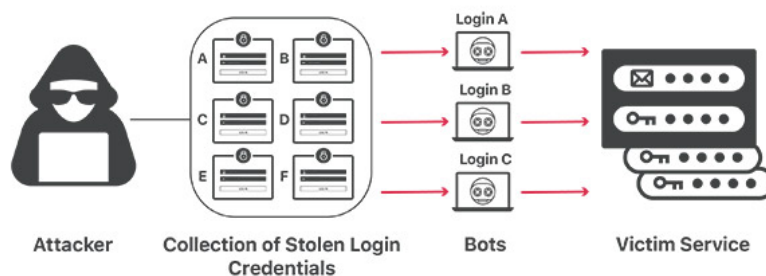 Login A
A
B
Login B
C
D
Login C
E
F
Attacker
Collection of Stolen Login
Credentials
Bots
Victim Service